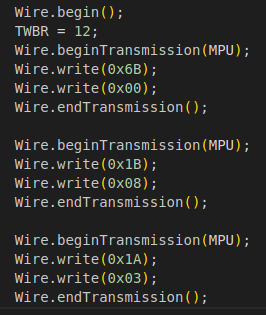 Wire.begin();
TWBR = 12;
Wire.beginTransmission(MPU);
Wire.write(0x6B);
Wire.write(0x00);
Wire.endTransmission();
Wire.beginTransmission(MPU);
Wire.write(0x1B);
Wire.write(0x08);
Wire.endTransmission();
Wire.beginTransmission(MPU);
Wire.write(0x1A);
Wire.write(0x03);
Wire.endTransmission();